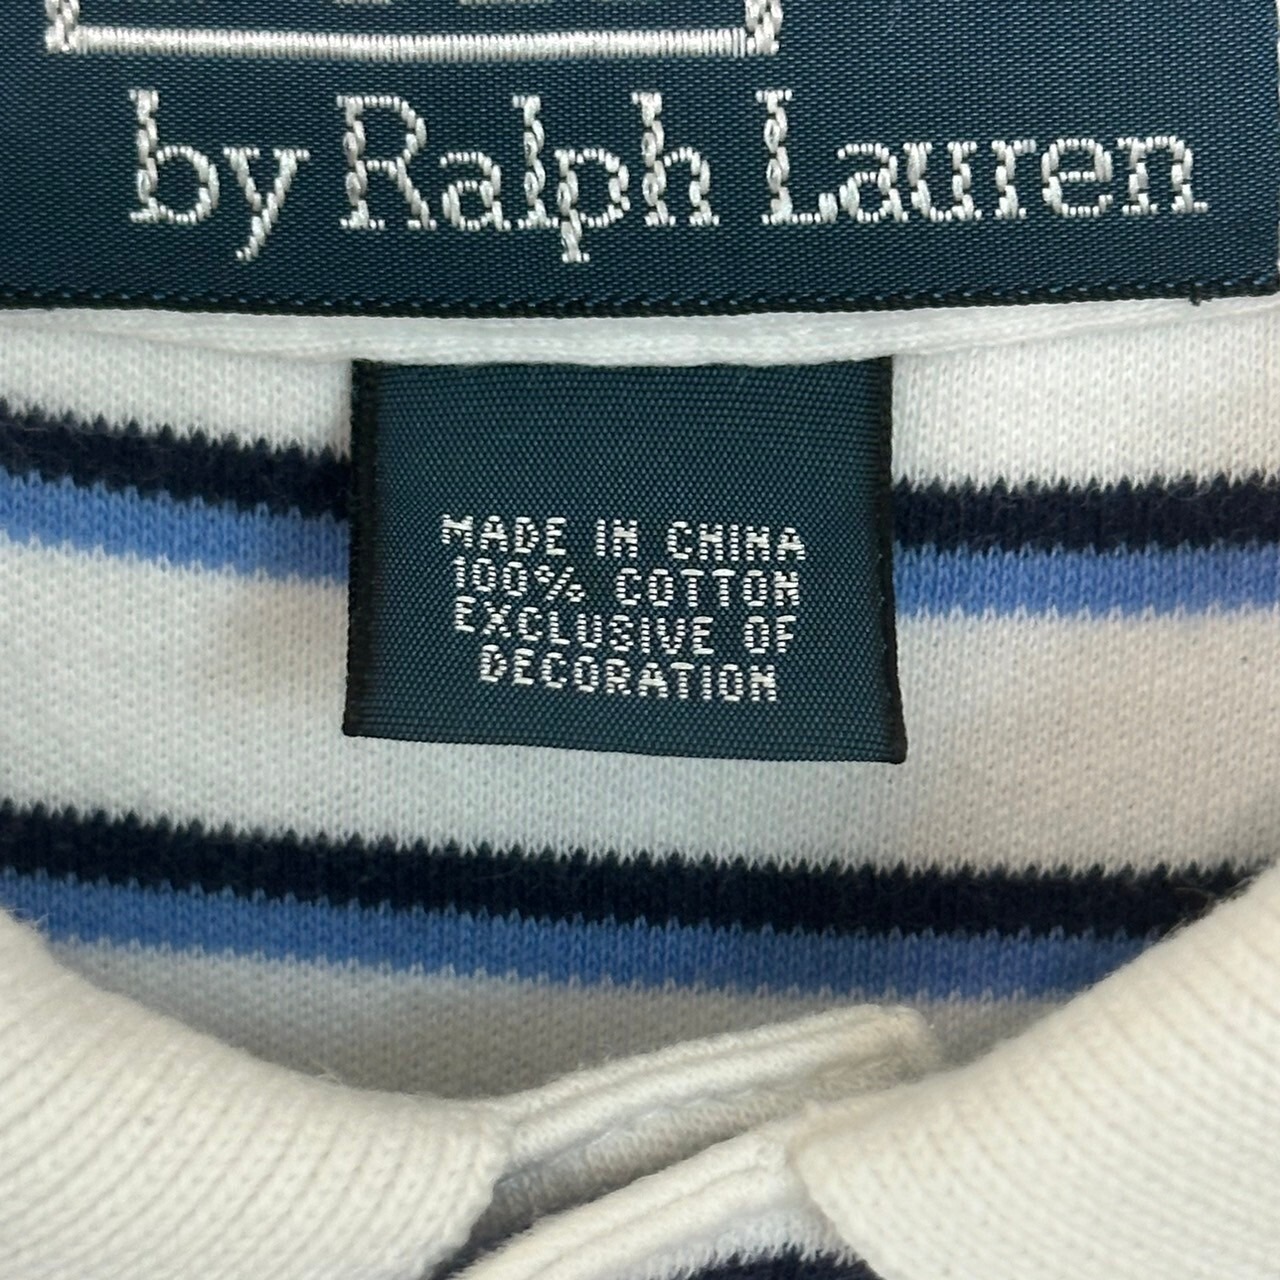 by Ralph Lauren
MADE IN CHINA
100% COTTON
EXCLUSIVE OF
DECORATION